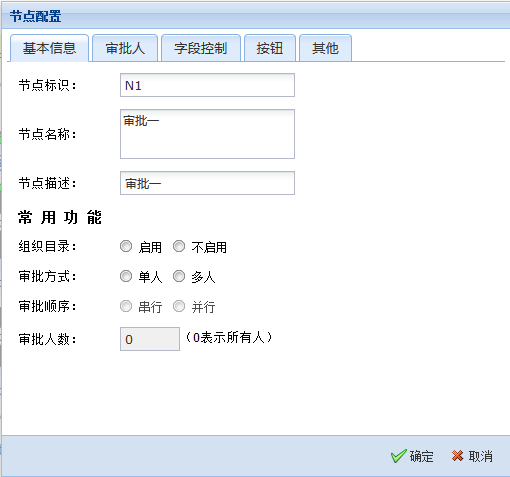 节点配置
基本信息 审批人 字段控制 按钮 其他
节点标识： N1
节点名称： 审批一
节点描述： 审批一
常 用 功 能
组织目录： 启用 不启用
审批方式： 单人 多人
审批顺序： 串行 并行
审批人数： 0 （0表示所有人）
确定 取消